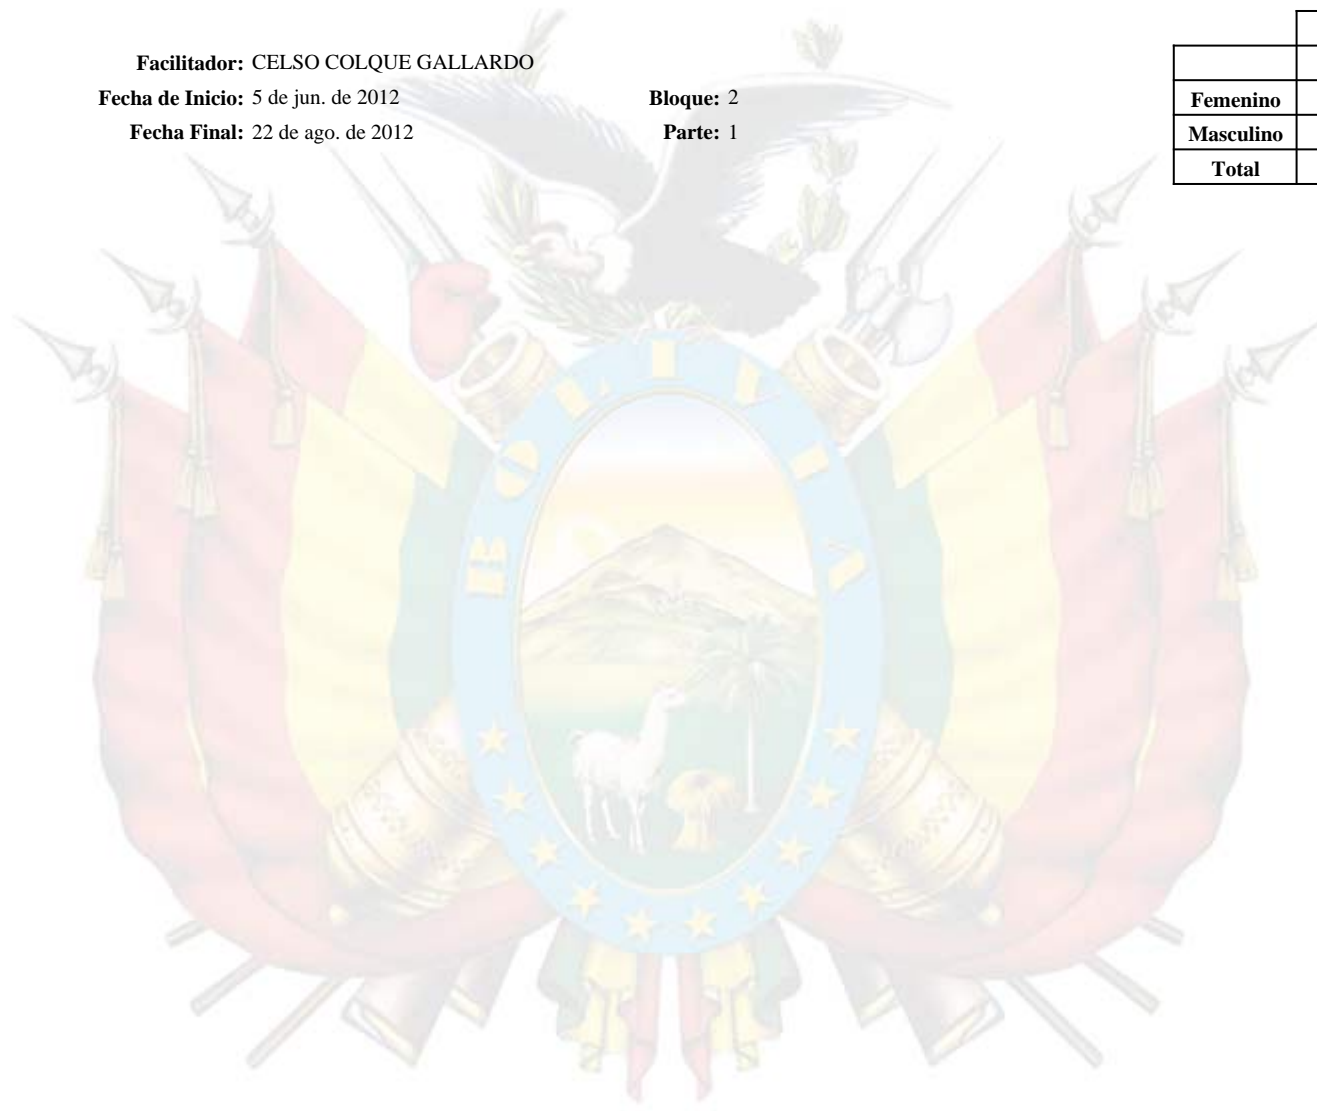 Facilitador: CELSO COLQUE GALLARDO
Fecha de Inicio: 5 de jun. de 2012 Bloque: 2
Fecha Final: 22 de ago. de 2012 Parte: 1
Femenino
Masculino
Total
BOLIVIA